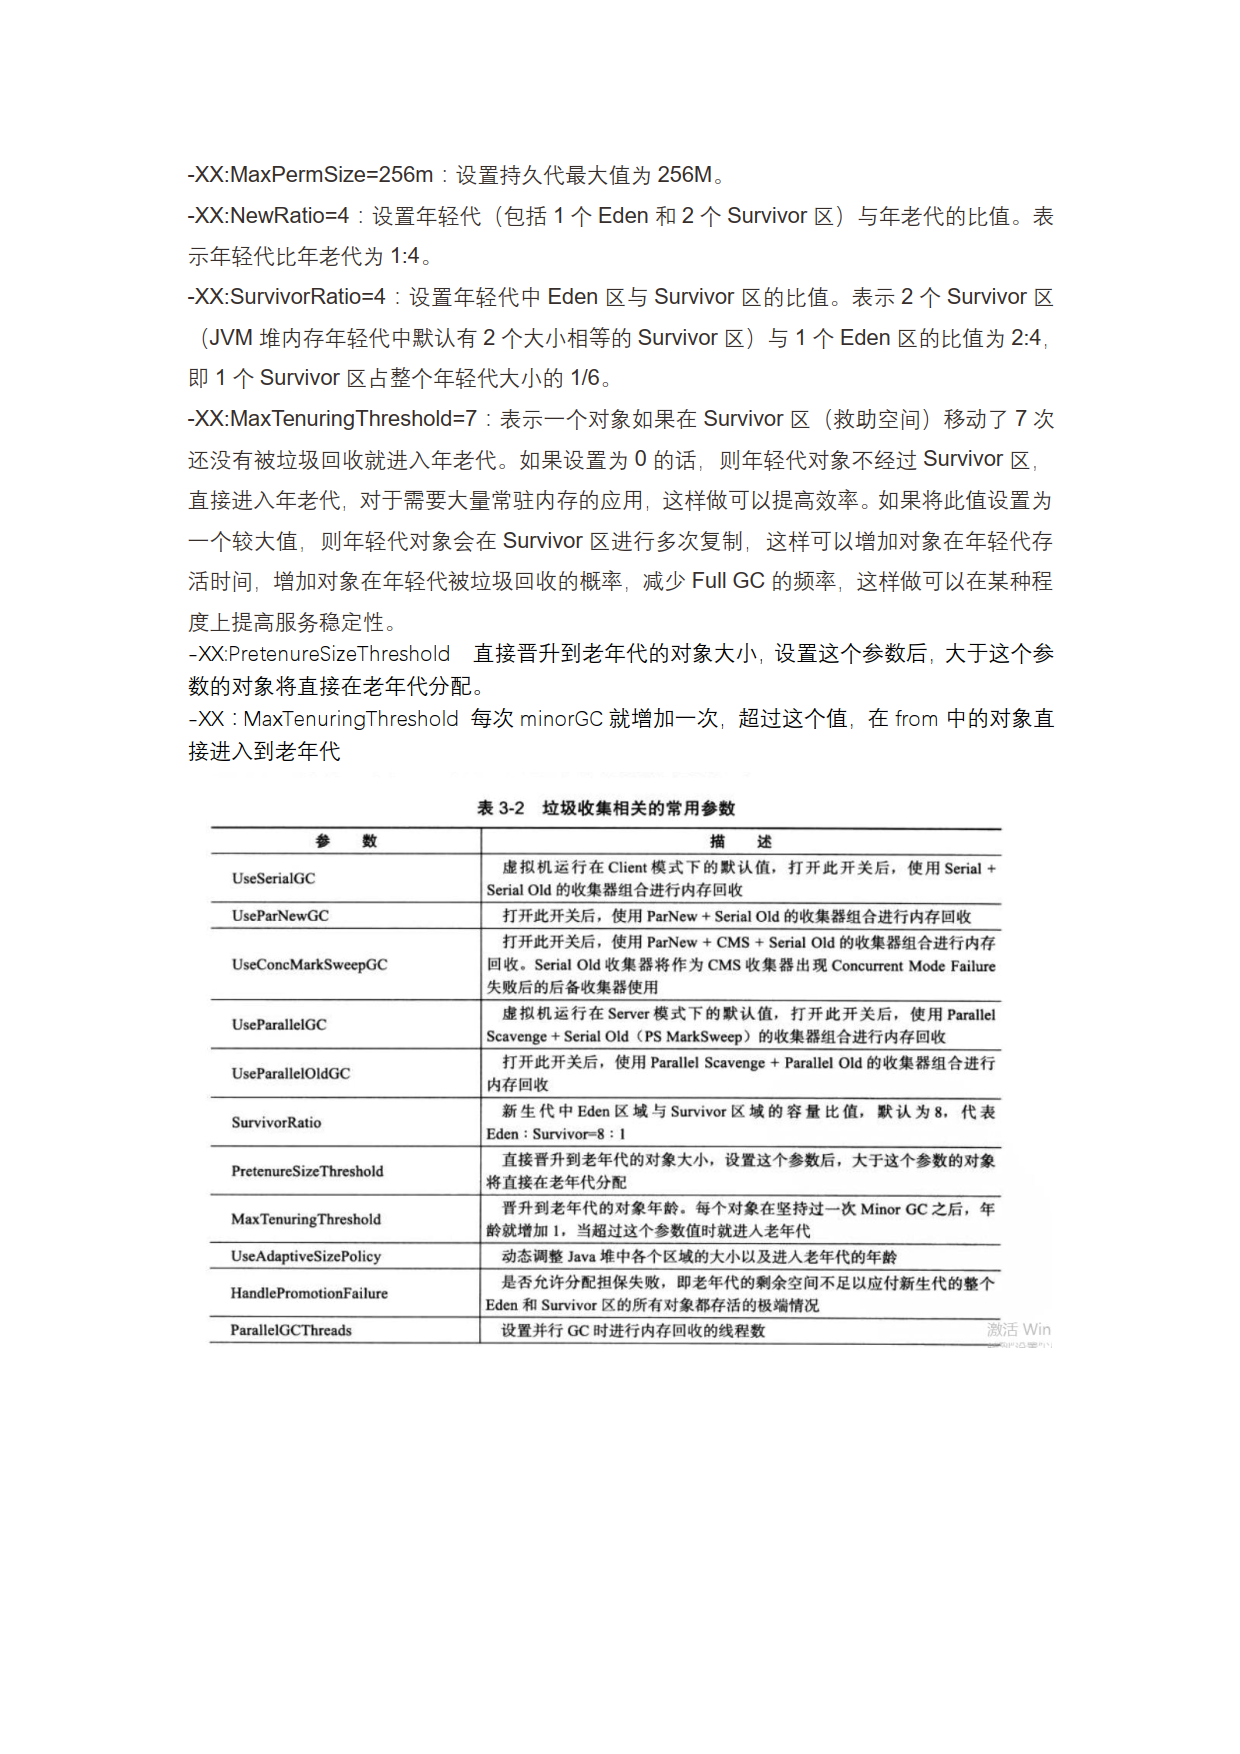 -XX:MaxPermSize=256m：设置持久代最大值为 256M。
-XX:NewRatio=4：设置年轻代（包括 1 个 Eden 和 2 个 Survivor 区）与年老代的比值。表
示年轻代比年老代为 1:4。
-XX:SurvivorRatio=4：设置年轻代中 Eden 区与 Survivor 区的比值。表示 2 个 Survivor 区
（JVM 堆内存年轻代中默认有 2 个大小相等的 Survivor 区）与 1 个 Eden 区的比值为 2:4，
即 1 个 Survivor 区占整个年轻代大小的 1/6。
-XX:MaxTenuringThreshold=7：表示一个对象如果在 Survivor 区（救助空间）移动了 7 次
还没有被垃圾回收就进入年老代。如果设置为 0 的话，则年轻代对象不经过 Survivor 区，
直接进入年老代，对于需要大量常驻内存的应用，这样做可以提高效率。如果将此值设置为
一个较大值，则年轻代对象会在 Survivor 区进行多次复制，这样可以增加对象在年轻代存
活时间，增加对象在年轻代被垃圾回收的概率，减少 Full GC 的频率，这样做可以在某种程
度上提高服务稳定性。
-XX:PretenureSizeThreshold 直接晋升到老年代的对象大小，设置这个参数后，大于这个参
数的对象将直接在老年代分配。
-XX：MaxTenuringThreshold 每次 minorGC 就增加一次，超过这个值，在 from 中的对象直
接进入到老年代
表 3-2 垃圾收集相关的常用参数
参 数 描 述
UseSerialGC 虚拟机运行在 Client 模式下的默认值，打开此开关后，使用 Serial +
Serial Old 的收集器组合进行内存回收
UseParNewGC 打开此开关后，使用 ParNew + Serial Old 的收集器组合进行内存回收
UseConcMarkSweepGC 打开此开关后，使用 ParNew + CMS + Serial Old 的收集器组合进行内存
回收。Serial Old 收集器将作为 CMS 收集器出现 Concurrent Mode Failure
失败后的后备收集器使用
UseParallelGC 虚拟机运行在 Server 模式下的默认值，打开此开关后，使用 Parallel
Scavenge + Serial Old（PS MarkSweep）的收集器组合进行内存回收
UseParallelOldGC 打开此开关后，使用 Parallel Scavenge + Parallel Old 的收集器组合进行
内存回收
SurvivorRatio 新生代中 Eden 区域与 Survivor 区域的容量比值，默认为 8，代表
Eden：Survivor=8：1
PretenureSizeThreshold 直接晋升到老年代的对象大小，设置这个参数后，大于这个参数的对象
将直接在老年代分配
MaxTenuringThreshold 晋升到老年代的对象年龄。每个对象在坚持过一次 Minor GC 之后，年
龄就增加 1，当超过这个参数值时就进入老年代
UseAdaptiveSizePolicy 动态调整 Java 堆中各个区域的大小以及进入老年代的年龄
HandlePromotionFailure 是否允许分配担保失败，即老年代的剩余空间不足以应付新生代的整个
Eden 和 Survivor 区的所有对象都存活的极端情况
ParallelGCThreads 设置并行 GC 时进行内存回收的线程数
激活 Win